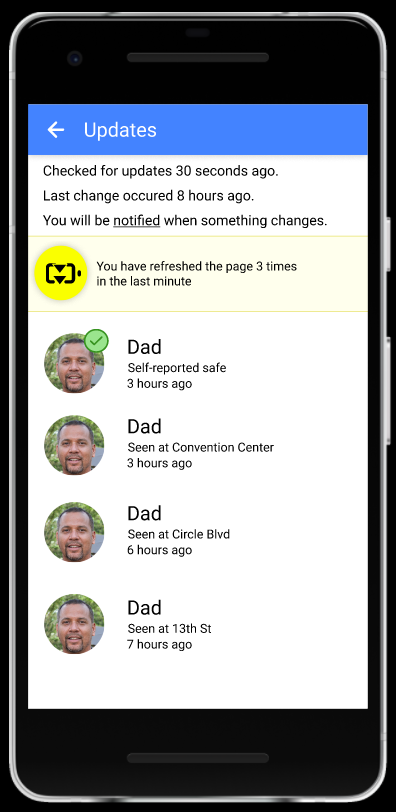 Updates
Checked for updates 30 seconds ago.
Last change occured 8 hours ago.
You will be notified when something changes.
You have refreshed the page 3 times
in the last minute
Dad
Self-reported safe
3 hours ago
Dad
Seen at Convention Center
3 hours ago
Dad
Seen at Circle Blvd
6 hours ago
Dad
Seen at 13th St
7 hours ago